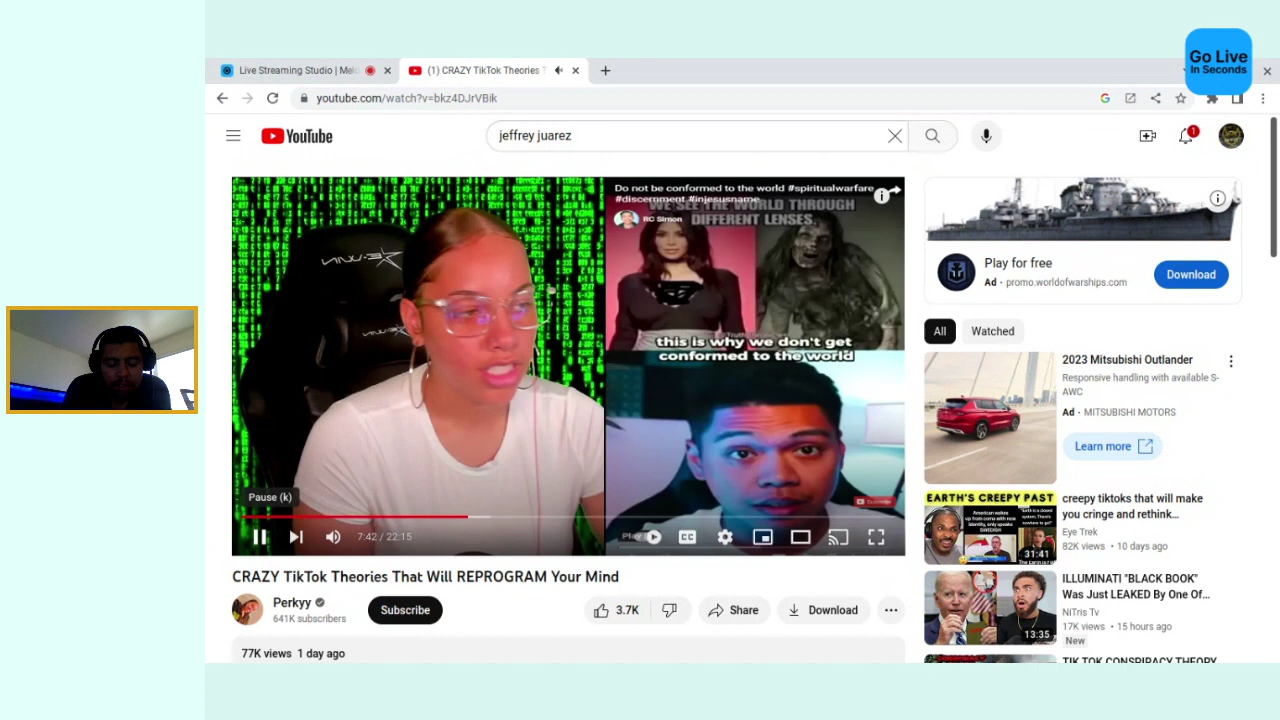 Go Live
In Seconds
Live Streaming Studio | Mel
(1) CRAZY TikTok Theories T
youtube.com/watch?v=bkz4DJrVBik
YouTube
jeffrey juarez
1
Do not be conformed to the world #spiritualwarfare
#discernment #injesusname
RC Simon
WE SEE THE WORLD THROUGH
DIFFERENT LENSES.
this is why we don't get
conformed to the world
Pause (k)
7:42 / 22:15
CRAZY TikTok Theories That Will REPROGRAM Your Mind
Perkyy
641K subscribers
Subscribe
3.7K
Share
Download
77K views 1 day ago
Play for free
Ad · promo.worldofwarships.com
Download
All
Watched
2023 Mitsubishi Outlander
Responsive handling with available S-
AWC
Ad · MITSUBISHI MOTORS
Learn more
EARTH'S CREEPY PAST
31:41
creepy tiktoks that will make
you cringe and rethink...
Eye Trek
82K views • 10 days ago
13:35
ILLUMINATI "BLACK BOOK"
Was Just LEAKED By One Of...
NiTris Tv
17K views • 15 hours ago
New
TIK TOK CONSPIRACY THEORY